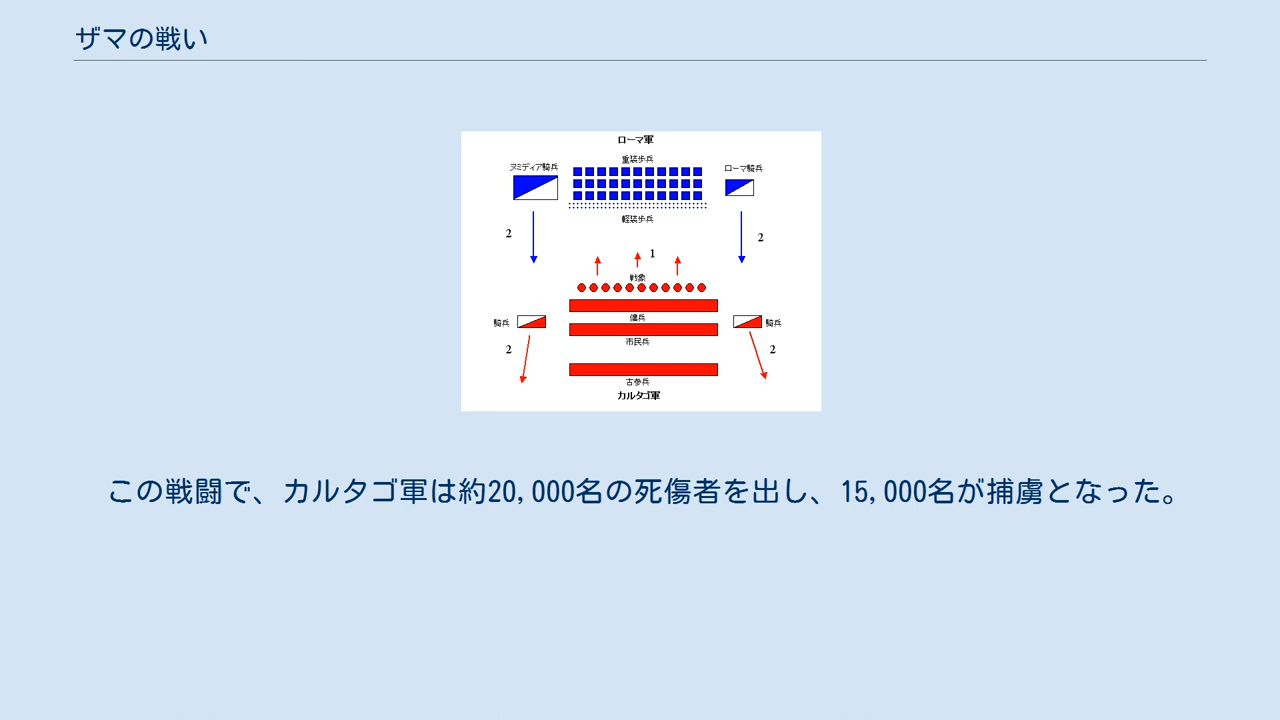 ザマの戦い
ローマ軍
重装歩兵
ヌミディア騎兵
ローマ騎兵
軽装歩兵
2
2
1
戦象
傭兵
騎兵
騎兵
市民兵
2
2
古参兵
カルタゴ軍
この戦闘で、カルタゴ軍は約20,000名の死傷者を出し、15,000名が捕虜となった。